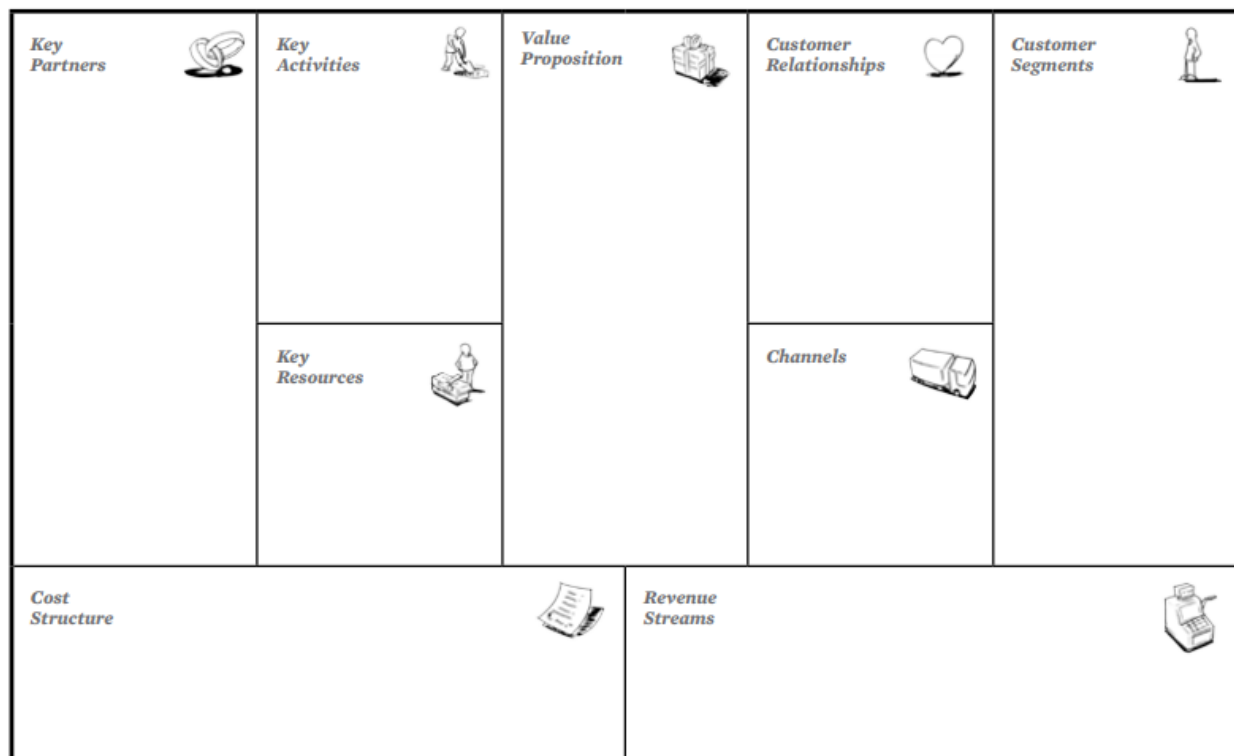 Key
Partners
Key
Activities
Value
Proposition
Customer
Relationships
Customer
Segments
Key
Resources
Channels
Cost
Structure
Revenue
Streams